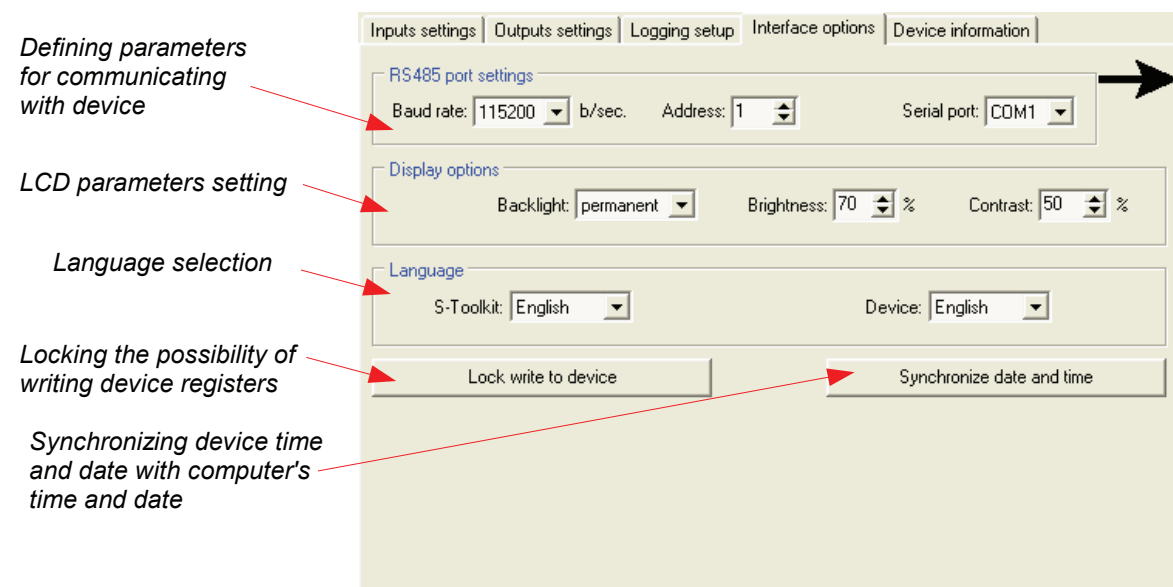 Inputs settings Outputs settings Logging setup Interface options Device information
Defining parameters
for communicating
with device
RS485 port settings
Baud rate: 115200 b/sec. Address: 1 Serial port: COM1
LCD parameters setting
Display options
Backlight: permanent Brightness: 70 % Contrast: 50 %
Language selection
Language
S-Toolkit: English Device: English
Locking the possibility of
writing device registers
Lock write to device Synchronize date and time
Synchronizing device time
and date with computer's
time and date